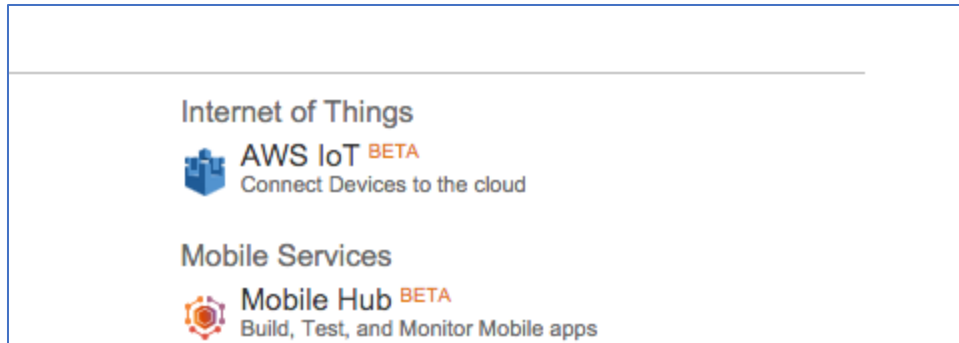 Internet of Things
AWS IoT BETA
Connect Devices to the cloud
Mobile Services
Mobile Hub BETA
Build, Test, and Monitor Mobile apps